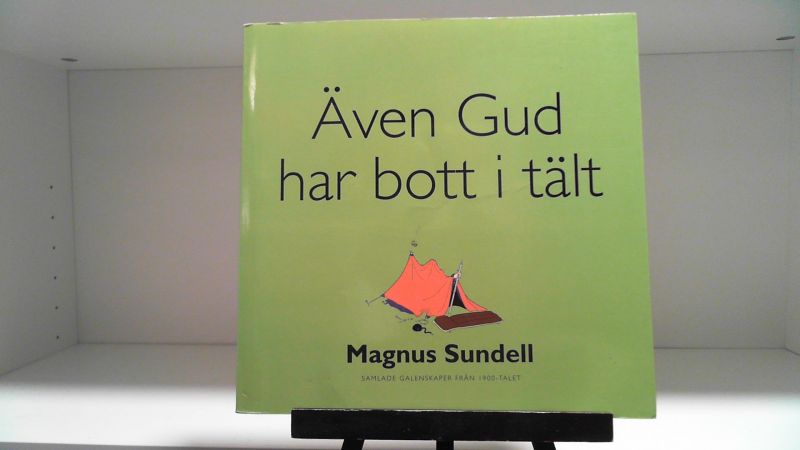 Även Gud
har bott i tält
Magnus Sundell
SAMLADE GALENSKAPER FRÅN 1900-TALET